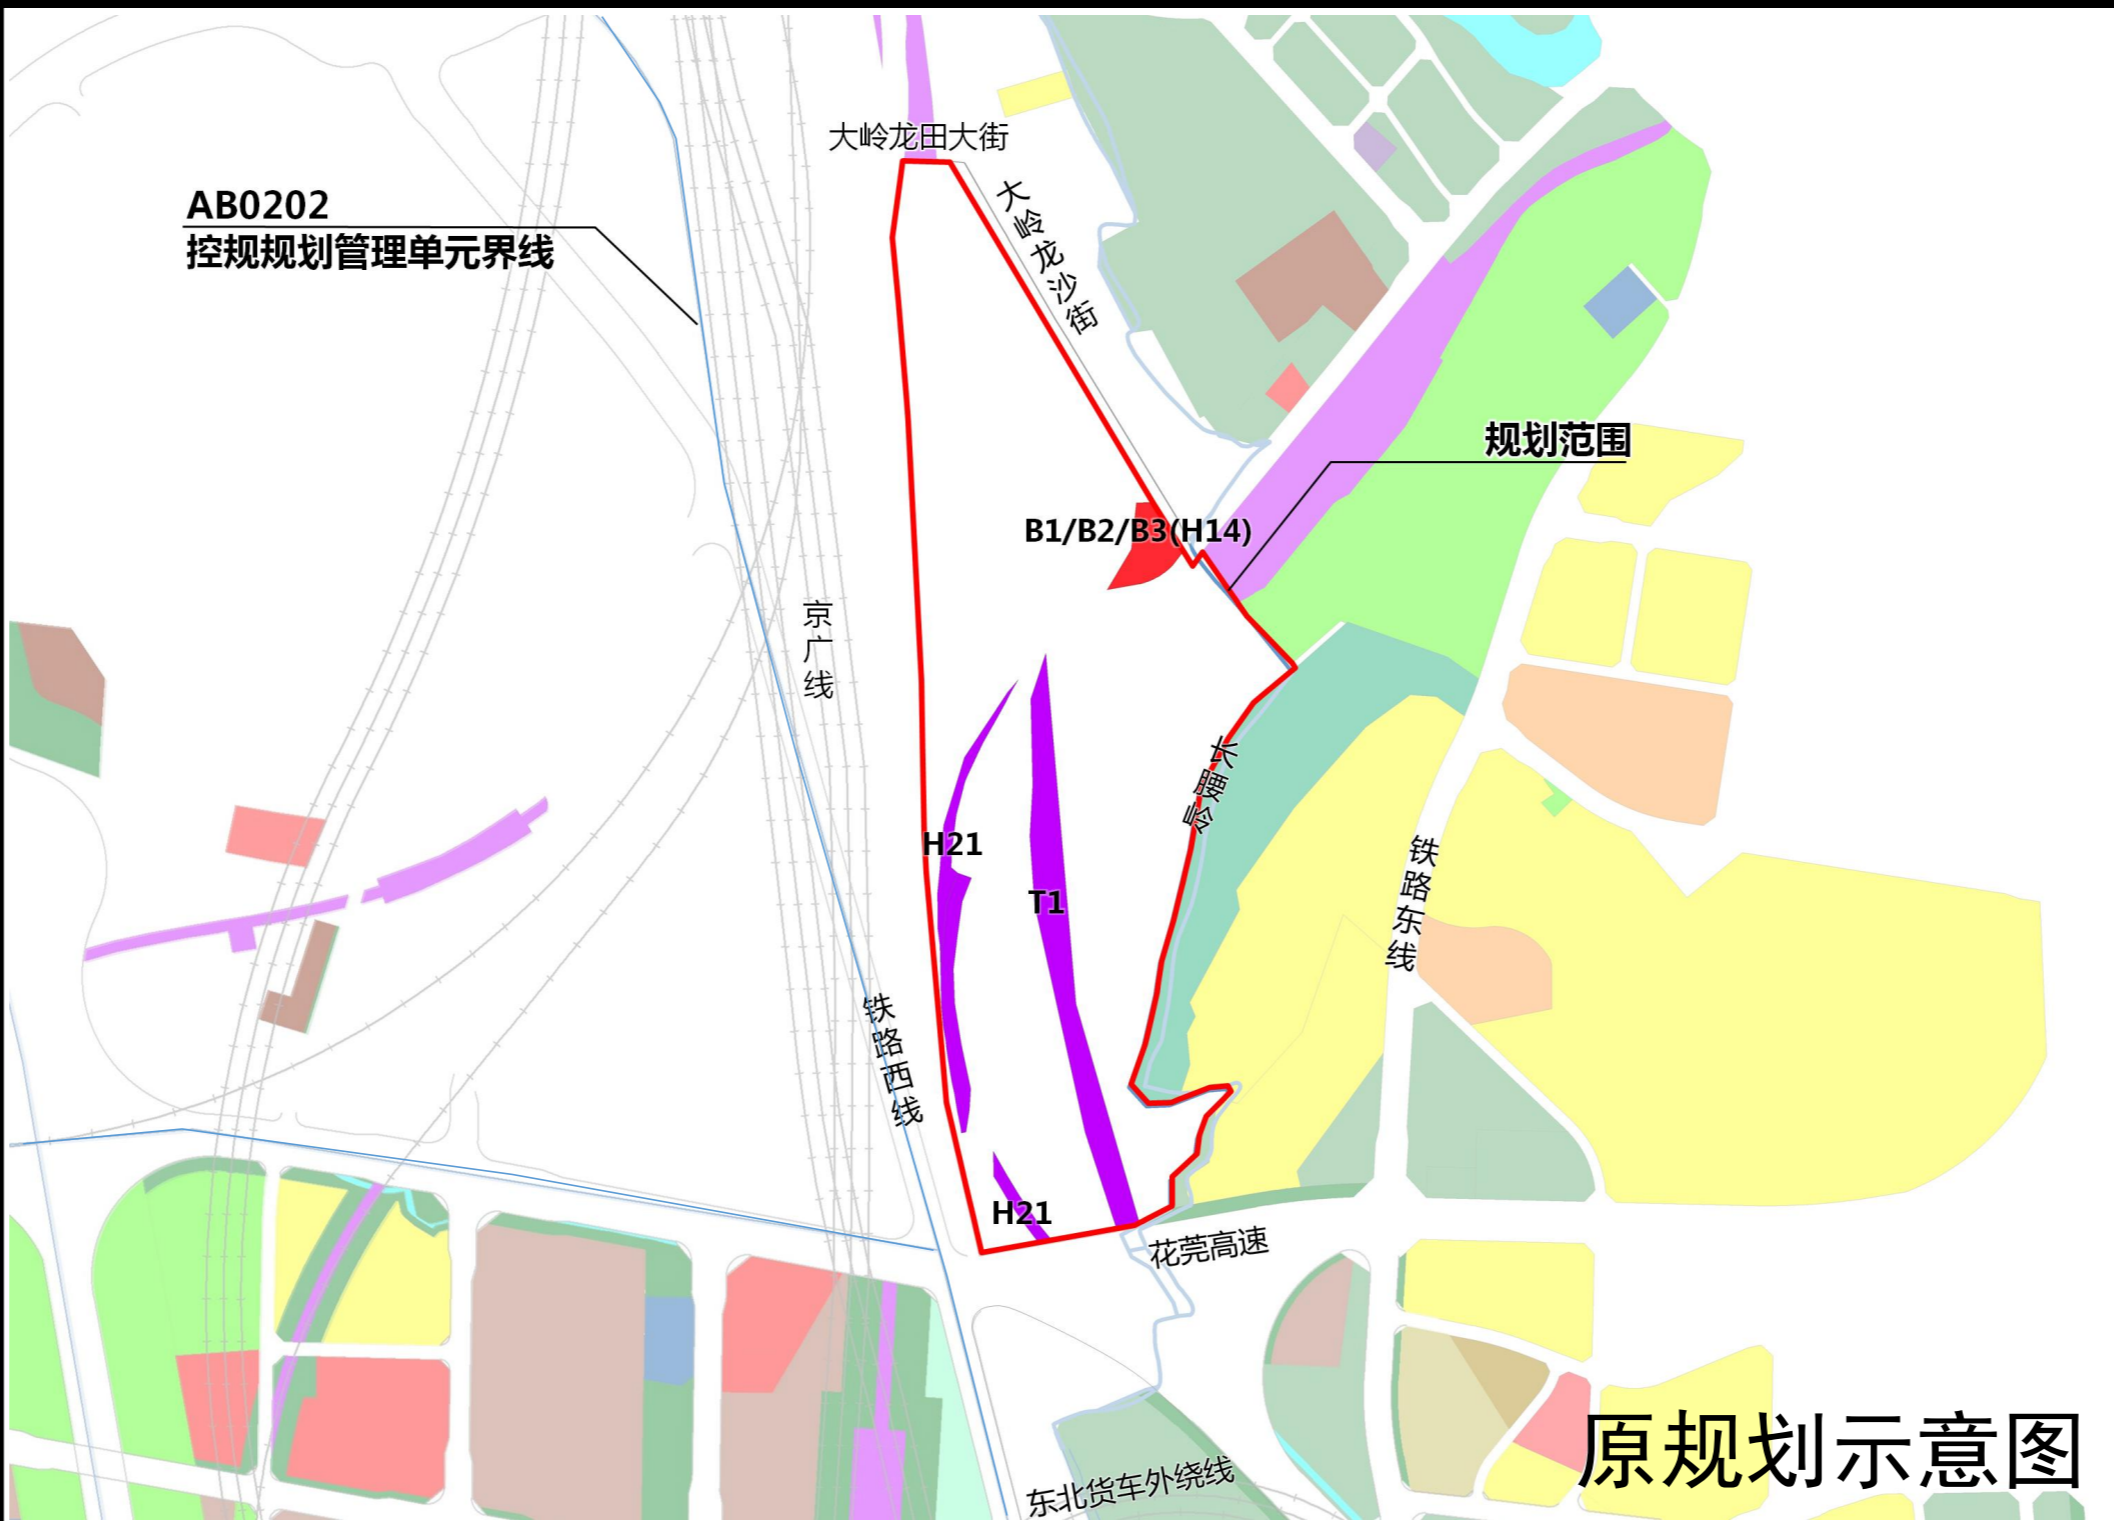 大岭龙田大街
大岭龙沙街
AB0202
控规规划管理单元界线
规划范围
B1/B2/B3(H14)
京广线
长腰岭
H21
T1
铁路东线
铁路西线
H21
花莞高速
东北货车外绕线
原规划示意图